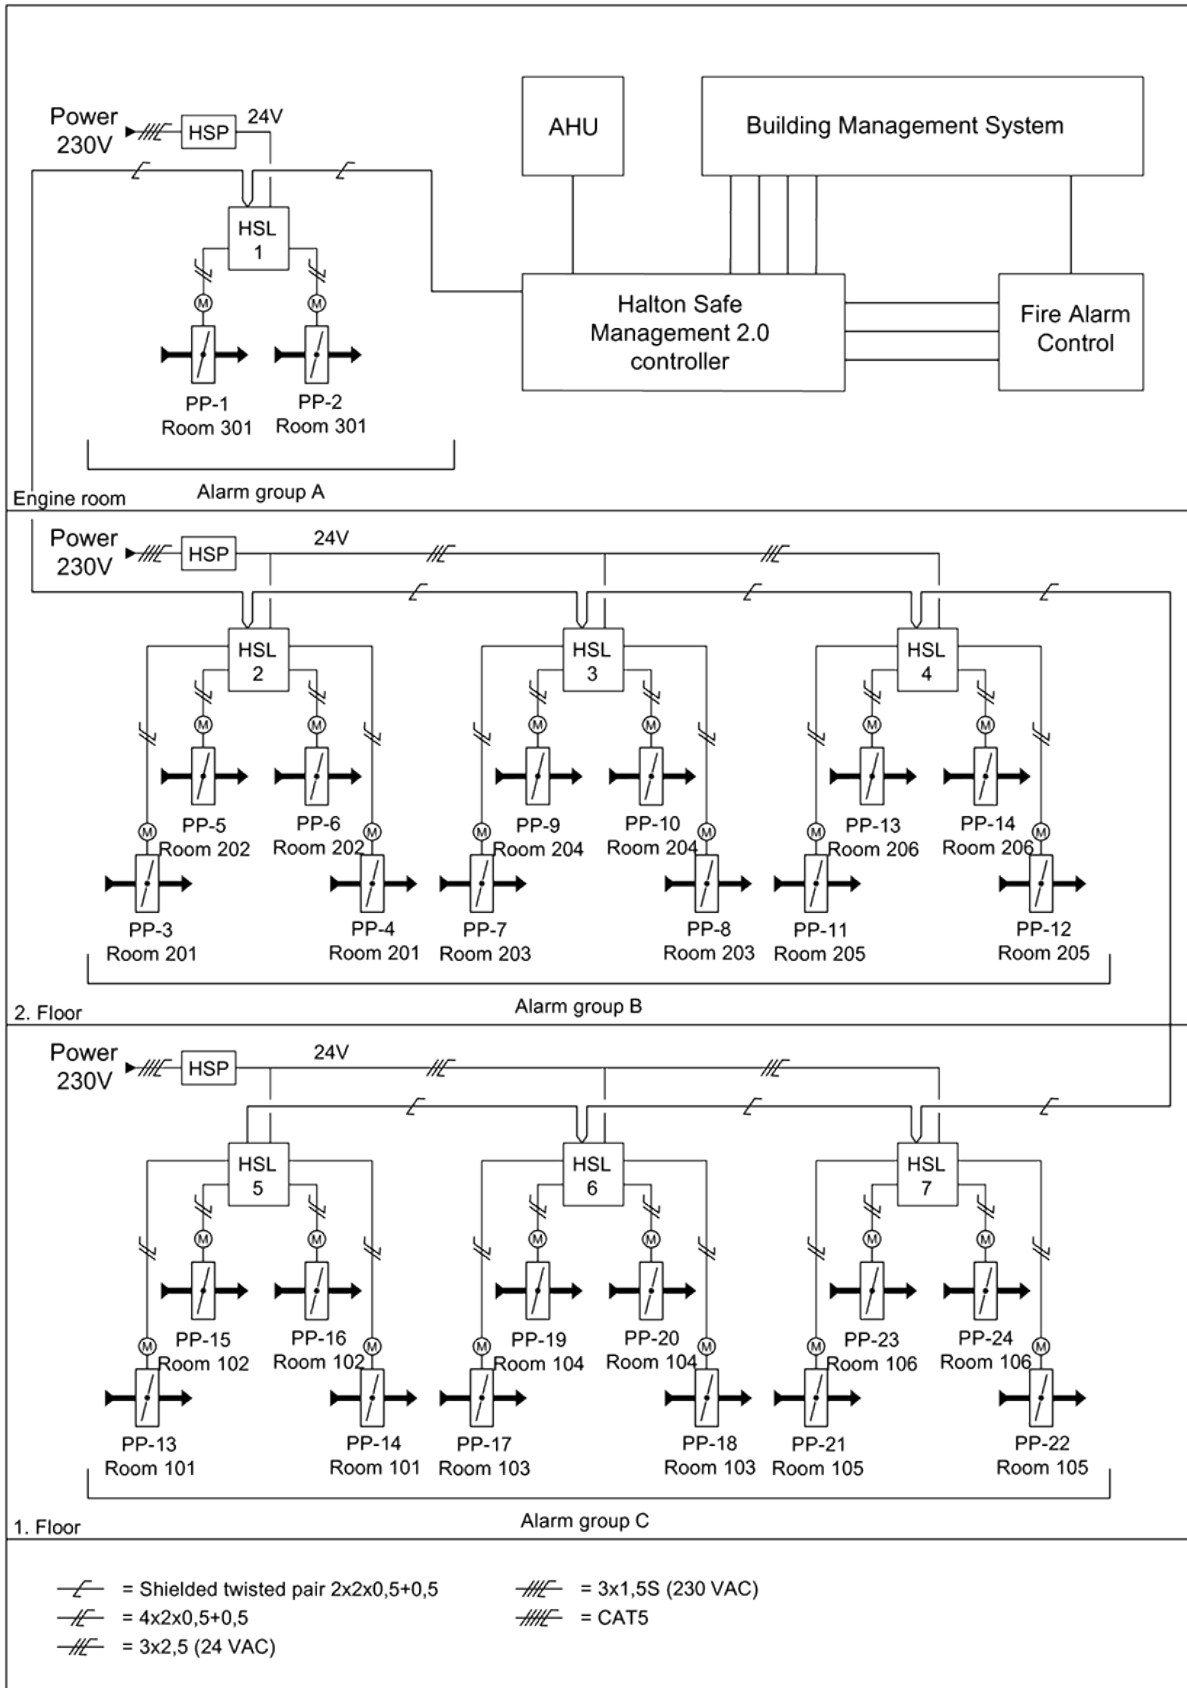 Power
230V
HSP
24V
AHU
Building Management System
HSL
1
M
M
PP-1
Room 301
PP-2
Room 301
Halton Safe
Management 2.0
controller
Fire Alarm
Control
Alarm group A
Engine room
Power
230V
HSP
24V
HSL
2
HSL
3
HSL
4
M
M
M
M
M
M
PP-5
Room 202
PP-6
Room 202
PP-9
Room 204
PP-10
Room 204
PP-13
Room 206
PP-14
Room 206
M
M
M
M
M
M
PP-3
Room 201
PP-4
Room 201
PP-7
Room 203
PP-8
Room 203
PP-11
Room 205
PP-12
Room 205
Alarm group B
2. Floor
Power
230V
HSP
24V
HSL
5
HSL
6
HSL
7
M
M
M
M
M
M
PP-15
Room 102
PP-16
Room 102
PP-19
Room 104
PP-20
Room 104
PP-23
Room 106
PP-24
Room 106
M
M
M
M
M
M
PP-13
Room 101
PP-14
Room 101
PP-17
Room 103
PP-18
Room 103
PP-21
Room 105
PP-22
Room 105
Alarm group C
1. Floor
= Shielded twisted pair 2x2x0,5+0,5
= 4x2x0,5+0,5
= 3x2,5 (24 VAC)
= 3x1,5S (230 VAC)
= CAT5